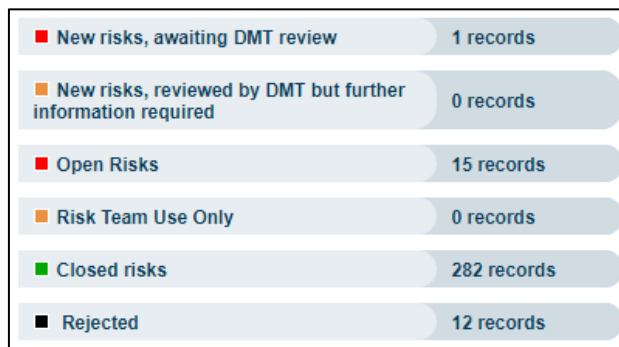 New risks, awaiting DMT review 1 records
New risks, reviewed by DMT but further
information required 0 records
Open Risks 15 records
Risk Team Use Only 0 records
Closed risks 282 records
Rejected 12 records